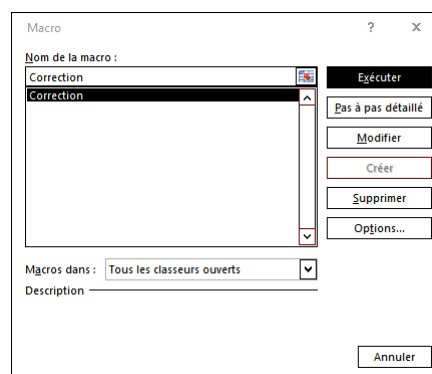 Macro ? X
Nom de la macro :
Correction
Correction
Exécuter
Pas à pas détaillé
Modifier
Créer
Supprimer
Options...
Macros dans : Tous les classeurs ouverts
Description
Annuler